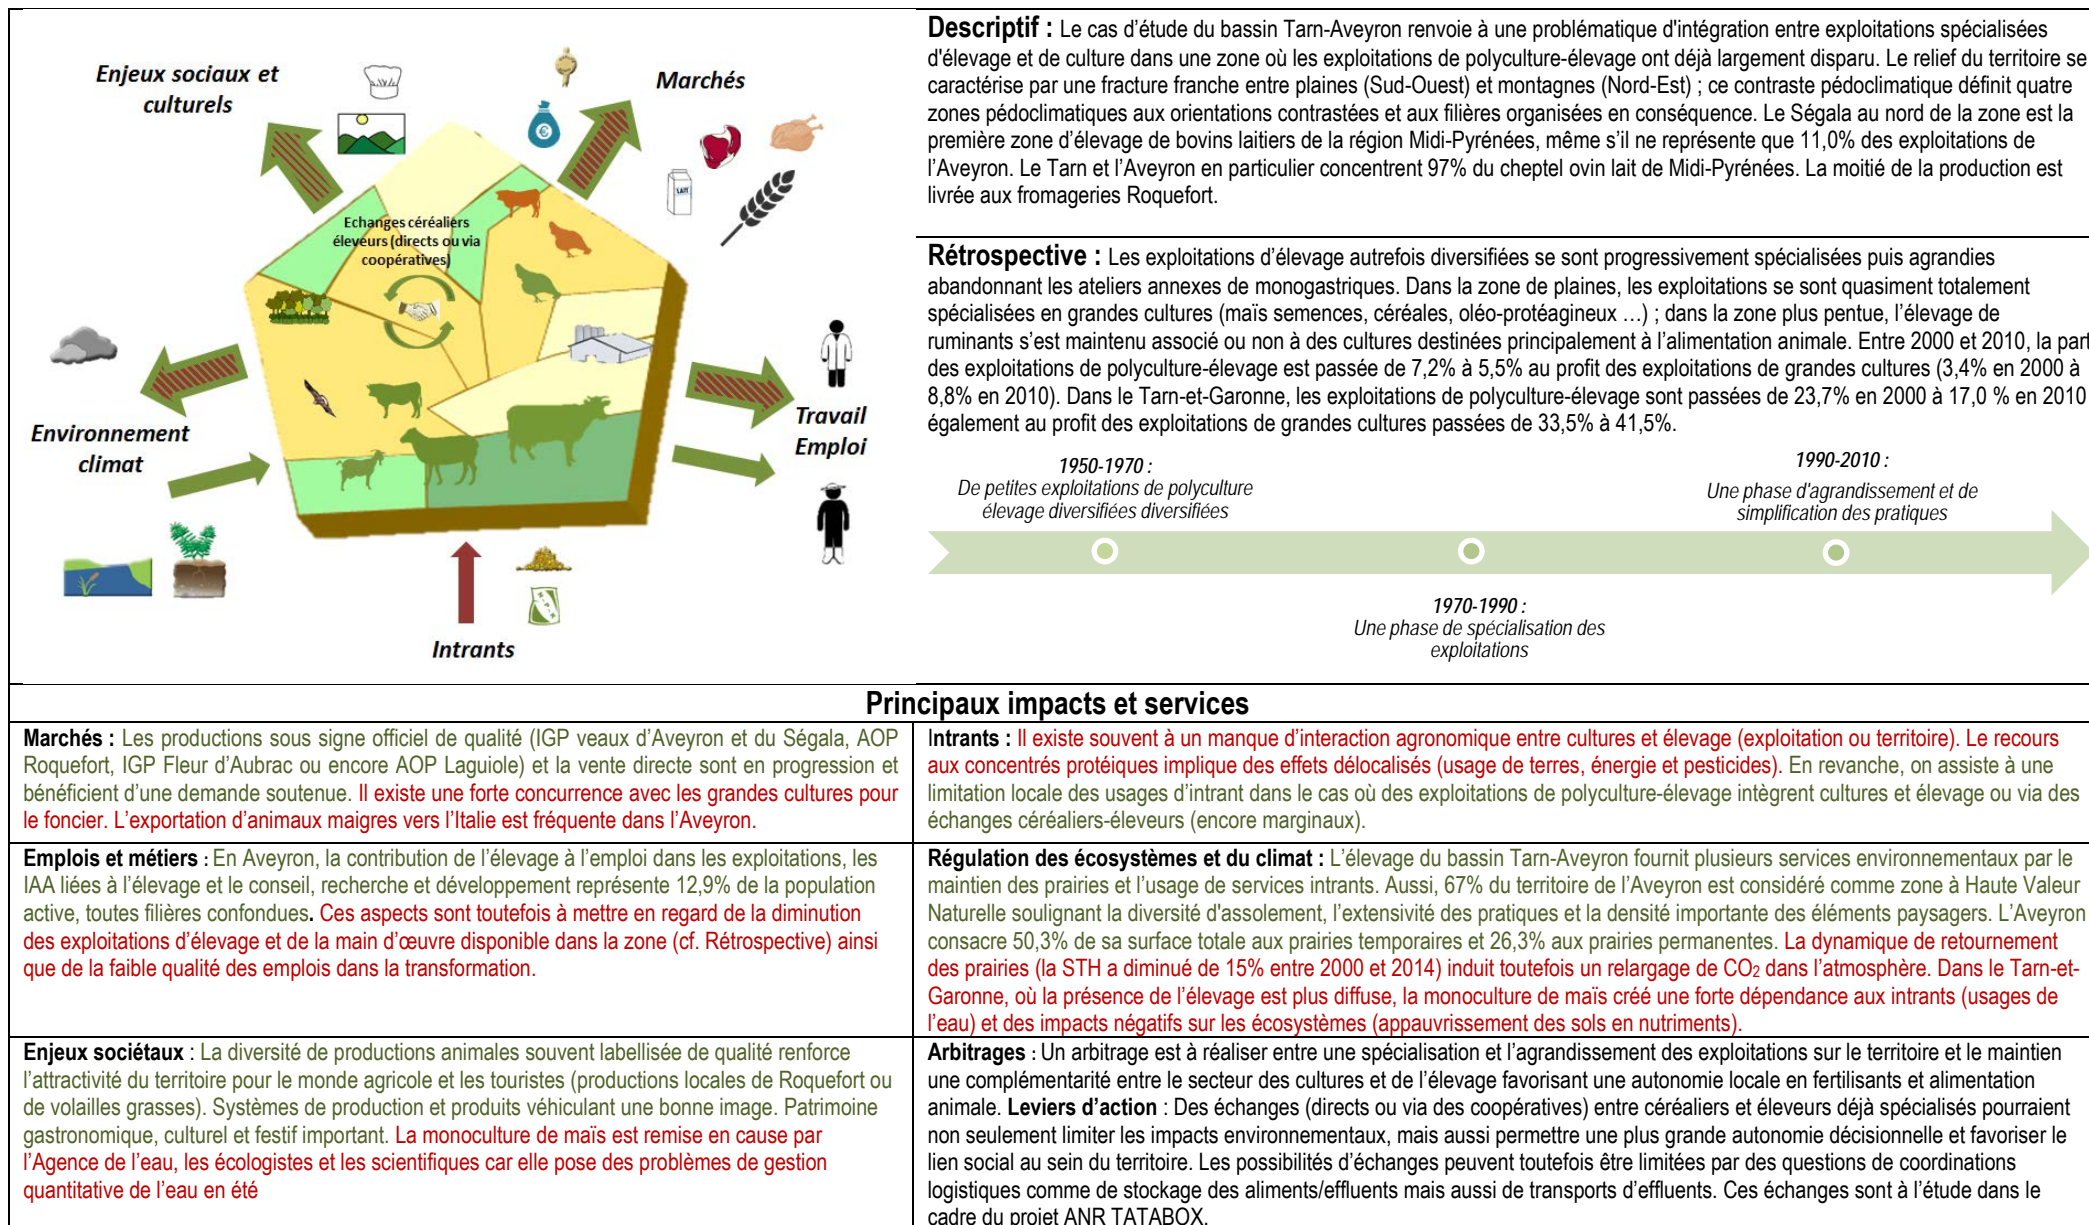 Enjeux sociaux et
culturels
Marchés
LAIT
Echanges céréaliers
éleveurs (directs ou via
coopératives)
Environnement
climat
Travail
Emploi
Intrants
Descriptif : Le cas d’étude du bassin Tarn-Aveyron renvoie à une problématique d'intégration entre exploitations spécialisées
d'élevage et de culture dans une zone où les exploitations de polyculture-élevage ont déjà largement disparu. Le relief du territoire se
caractérise par une fracture franche entre plaines (Sud-Ouest) et montagnes (Nord-Est) ; ce contraste pédoclimatique définit quatre
zones pédoclimatiques aux orientations contrastées et aux filières organisées en conséquence. Le Ségala au nord de la zone est la
première zone d’élevage de bovins laitiers de la région Midi-Pyrénées, même s’il ne représente que 11,0% des exploitations de
l’Aveyron. Le Tarn et l’Aveyron en particulier concentrent 97% du cheptel ovin lait de Midi-Pyrénées. La moitié de la production est
livrée aux fromageries Roquefort.
Rétrospective : Les exploitations d’élevage autrefois diversifiées se sont progressivement spécialisées puis agrandies
abandonnant les ateliers annexes de monogastriques. Dans la zone de plaines, les exploitations se sont quasiment totalement
spécialisées en grandes cultures (maïs semences, céréales, oléo-protéagineux …) ; dans la zone plus pentue, l’élevage de
ruminants s’est maintenu associé ou non à des cultures destinées principalement à l’alimentation animale. Entre 2000 et 2010, la part
des exploitations de polyculture-élevage est passée de 7,2% à 5,5% au profit des exploitations de grandes cultures (3,4% en 2000 à
8,8% en 2010). Dans le Tarn-et-Garonne, les exploitations de polyculture-élevage sont passées de 23,7% en 2000 à 17,0 % en 2010
également au profit des exploitations de grandes cultures passées de 33,5% à 41,5%.
1950-1970 :
De petites exploitations de polyculture
élevage diversifiées diversifiées
1990-2010 :
Une phase d'agrandissement et de
simplification des pratiques
1970-1990 :
Une phase de spécialisation des
exploitations
Principaux impacts et services
Marchés : Les productions sous signe officiel de qualité (IGP veaux d’Aveyron et du Ségala, AOP
Roquefort, IGP Fleur d’Aubrac ou encore AOP Laguiole) et la vente directe sont en progression et
bénéficient d’une demande soutenue. Il existe une forte concurrence avec les grandes cultures pour
le foncier. L’exportation d’animaux maigres vers l’Italie est fréquente dans l’Aveyron.
Intrants : Il existe souvent à un manque d’interaction agronomique entre cultures et élevage (exploitation ou territoire). Le recours
aux concentrés protéiques implique des effets délocalisés (usage de terres, énergie et pesticides). En revanche, on assiste à une
limitation locale des usages d’intrant dans le cas où des exploitations de polyculture-élevage intègrent cultures et élevage ou via des
échanges céréaliers-éleveurs (encore marginaux).
Emplois et métiers : En Aveyron, la contribution de l’élevage à l’emploi dans les exploitations, les
IAA liées à l’élevage et le conseil, recherche et développement représente 12,9% de la population
active, toutes filières confondues. Ces aspects sont toutefois à mettre en regard de la diminution
des exploitations d’élevage et de la main d’œuvre disponible dans la zone (cf. Rétrospective) ainsi
que de la faible qualité des emplois dans la transformation.
Régulation des écosystèmes et du climat : L’élevage du bassin Tarn-Aveyron fournit plusieurs services environnementaux par le
maintien des prairies et l’usage de services intrants. Aussi, 67% du territoire de l’Aveyron est considéré comme zone à Haute Valeur
Naturelle soulignant la diversité d'assolement, l’extensivité des pratiques et la densité importante des éléments paysagers. L’Aveyron
consacre 50,3% de sa surface totale aux prairies temporaires et 26,3% aux prairies permanentes. La dynamique de retournement
des prairies (la STH a diminué de 15% entre 2000 et 2014) induit toutefois un relargage de CO2 dans l’atmosphère. Dans le Tarn-et-
Garonne, où la présence de l’élevage est plus diffuse, la monoculture de maïs créé une forte dépendance aux intrants (usages de
l’eau) et des impacts négatifs sur les écosystèmes (appauvrissement des sols en nutriments).
Enjeux sociétaux : La diversité de productions animales souvent labellisée de qualité renforce
l’attractivité du territoire pour le monde agricole et les touristes (productions locales de Roquefort ou
de volailles grasses). Systèmes de production et produits véhiculant une bonne image. Patrimoine
gastronomique, culturel et festif important. La monoculture de maïs est remise en cause par
l’Agence de l’eau, les écologistes et les scientifiques car elle pose des problèmes de gestion
quantitative de l’eau en été
Arbitrages : Un arbitrage est à réaliser entre une spécialisation et l’agrandissement des exploitations sur le territoire et le maintien
une complémentarité entre le secteur des cultures et de l’élevage favorisant une autonomie locale en fertilisants et alimentation
animale. Leviers d’action : Des échanges (directs ou via des coopératives) entre céréaliers et éleveurs déjà spécialisés pourraient
non seulement limiter les impacts environnementaux, mais aussi permettre une plus grande autonomie décisionnelle et favoriser le
lien social au sein du territoire. Les possibilités d’échanges peuvent toutefois être limitées par des questions de coordinations
logistiques comme de stockage des aliments/effluents mais aussi de transports d’effluents. Ces échanges sont à l’étude dans le
cadre du projet ANR TATABOX.